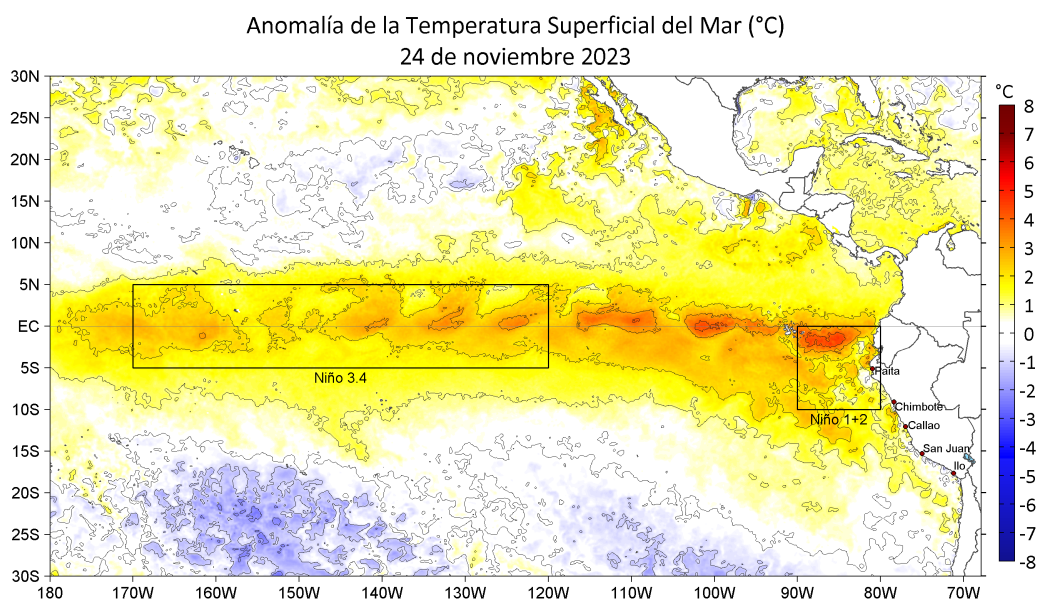 Anomalía de la Temperatura Superficial del Mar (°C)
24 de noviembre 2023
30N
25N
20N
15N
10N
5N
EC
5S
10S
15S
20S
25S
30S
180 170W 160W 150W 140W 130W 120W 110W 100W 90W 80W 70W
Niño 3.4
Niño 1+2
Paita
Chimbote
Callao
San Juan
Ilo
°C
8
7
6
5
4
3
2
1
0
-1
-2
-3
-4
-5
-6
-7
-8